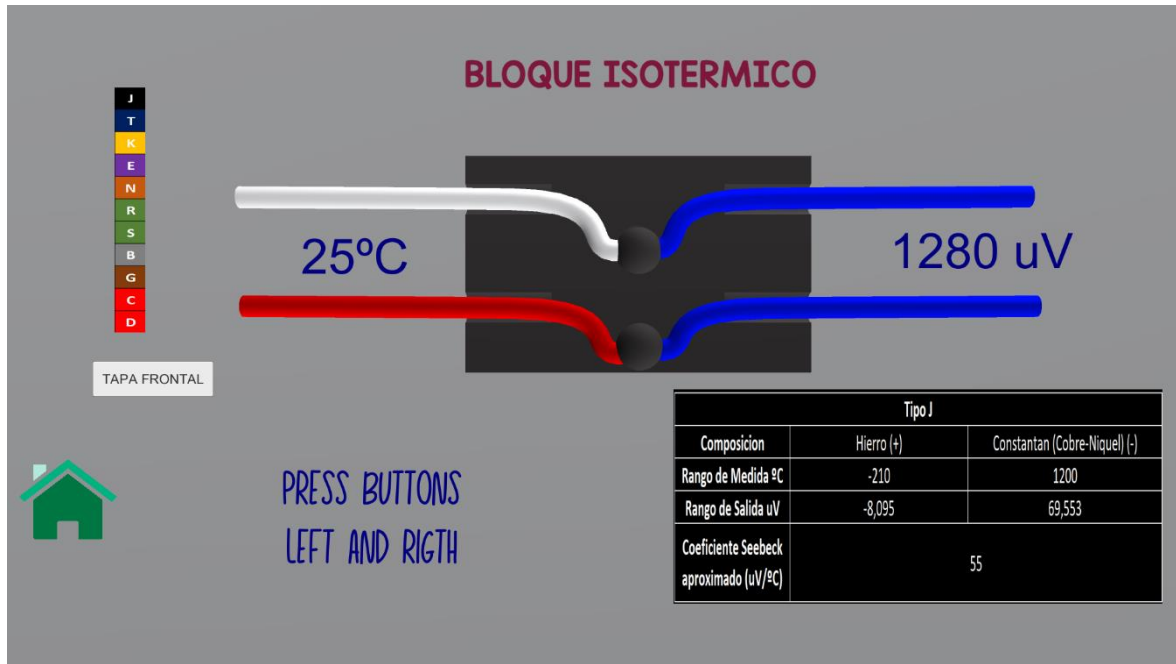 BLOQUE ISOTERMICO
J
T
K
E
N
R
S
B
G
C
D
25ºC
1280 uV
TAPA FRONTAL
PRESS BUTTONS
LEFT AND RIGTH
Tipo J
Composicion Hierro (+) Constantan (Cobre-Niquel) (-)
Rango de Medida ºC -210 1200
Rango de Salida uV -8,095 69,553
Coeficiente Seebeck
aproximado (uV/ºC) 55